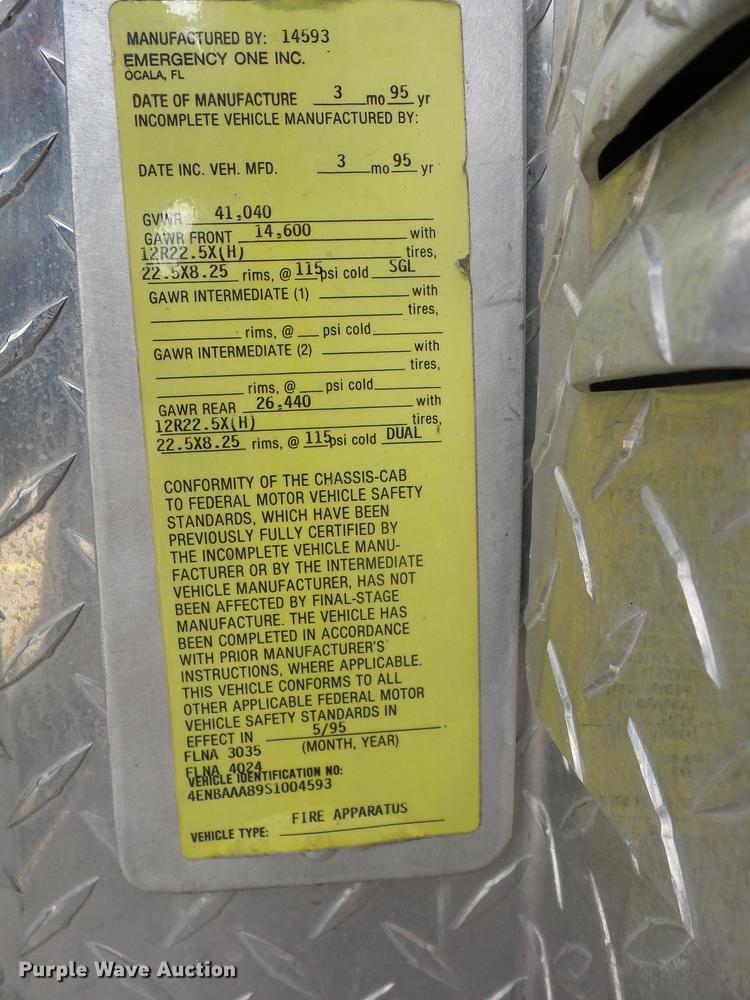 MANUFACTURED BY: 14593
EMERGENCY ONE INC.
OCALA, FL
DATE OF MANUFACTURE 3 mo 95 yr
INCOMPLETE VEHICLE MANUFACTURED BY:
DATE INC. VEH. MFD. 3 mo 95 yr
GVWR 41,040
GAWR FRONT 14,600 with
12R22.5X(H) tires,
22.5X8.25 rims, @ 115 psi cold SGL
GAWR INTERMEDIATE (1) with
tires,
rims, @ psi cold
GAWR INTERMEDIATE (2) with
tires,
rims, @ psi cold
GAWR REAR 26,440 with
12R22.5X(H) tires,
22.5X8.25 rims, @ 115 psi cold DUAL
CONFORMITY OF THE CHASSIS-CAB
TO FEDERAL MOTOR VEHICLE SAFETY
STANDARDS, WHICH HAVE BEEN
PREVIOUSLY FULLY CERTIFIED BY
THE INCOMPLETE VEHICLE MANU-
FACTURER OR BY THE INTERMEDIATE
VEHICLE MANUFACTURER, HAS NOT
BEEN AFFECTED BY FINAL-STAGE
MANUFACTURE. THE VEHICLE HAS
BEEN COMPLETED IN ACCORDANCE
WITH PRIOR MANUFACTURER'S
INSTRUCTIONS, WHERE APPLICABLE.
THIS VEHICLE CONFORMS TO ALL
OTHER APPLICABLE FEDERAL MOTOR
VEHICLE SAFETY STANDARDS IN
EFFECT IN 5/95
FLNA 3035 (MONTH, YEAR)
FLNA 4024
VEHICLE IDENTIFICATION NO:
4ENBAAA89S1004593
VEHICLE TYPE: FIRE APPARATUS
Purple Wave Auction